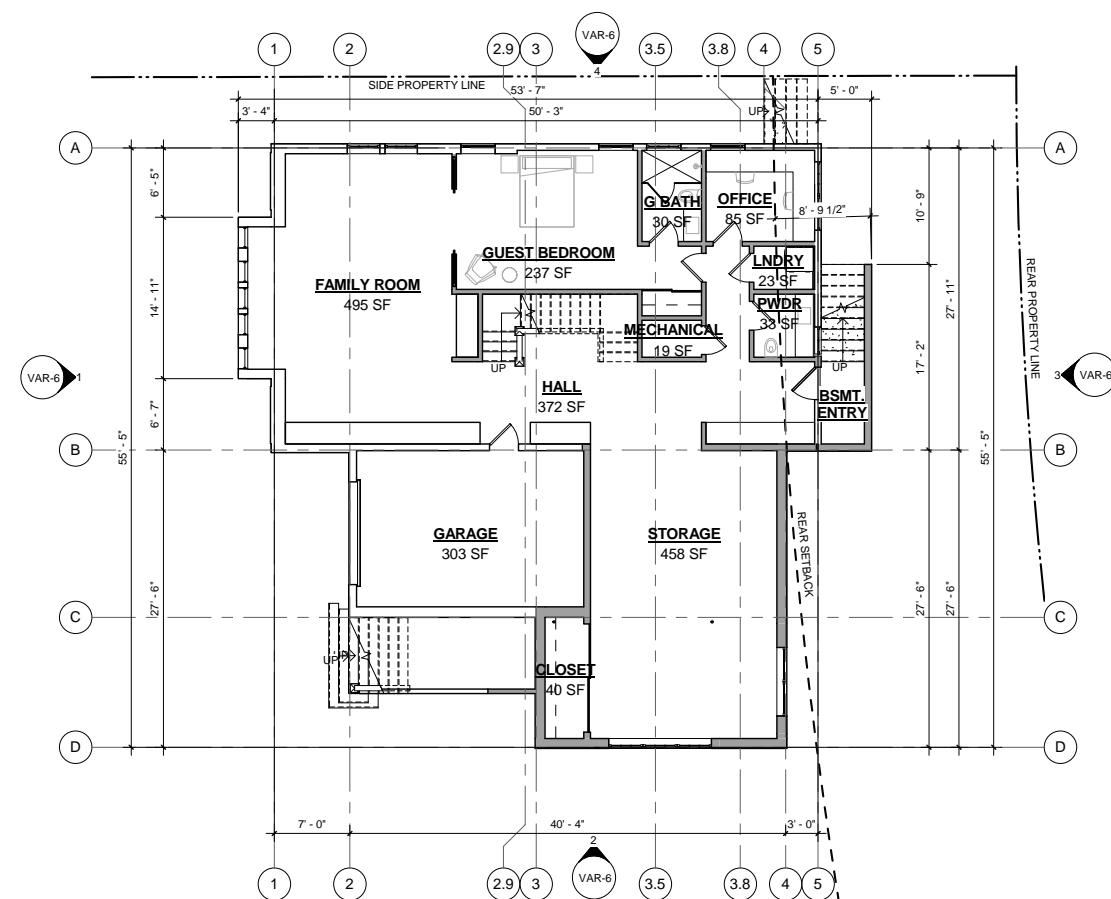 VAR-6
4
1
2
2.9
3
3.5
3.8
4
5
SIDE PROPERTY LINE
53' - 7"
5' - 0"
3' - 4"
50' - 3"
UP
A
A
6' - 5"
10' - 9"
G BATH
30 SF
OFFICE
85 SF
8' - 9 1/2"
GUEST BEDROOM
237 SF
LNDRY
23 SF
FAMILY ROOM
495 SF
PWDR
33 SF
14' - 11"
27' - 11"
REAR PROPERTY LINE
MECHANICAL
19 SF
UP
UP
17' - 2"
VAR-6
1
3
VAR-6
HALL
372 SF
BSMT.
ENTRY
6' - 7"
B
B
55' - 5"
55' - 5"
GARAGE
303 SF
STORAGE
458 SF
REAR SETBACK
27' - 6"
27' - 6"
27' - 6"
C
C
UP
CLOSET
40 SF
D
D
7' - 0"
40' - 4"
3' - 0"
2
VAR-6
1
2
2.9
3
3.5
3.8
4
5